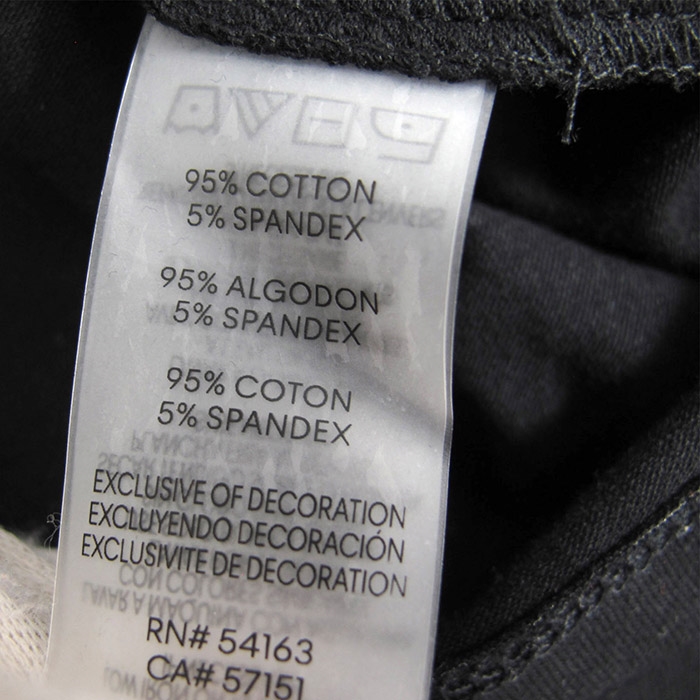 95% COTTON
5% SPANDEX
95% ALGODON
5% SPANDEX
95% COTON
5% SPANDEX
EXCLUSIVE OF DECORATION
EXCLUYENDO DECORACIÓN
EXCLUSIVITE DE DECORATION
RN# 54163
CA# 57151